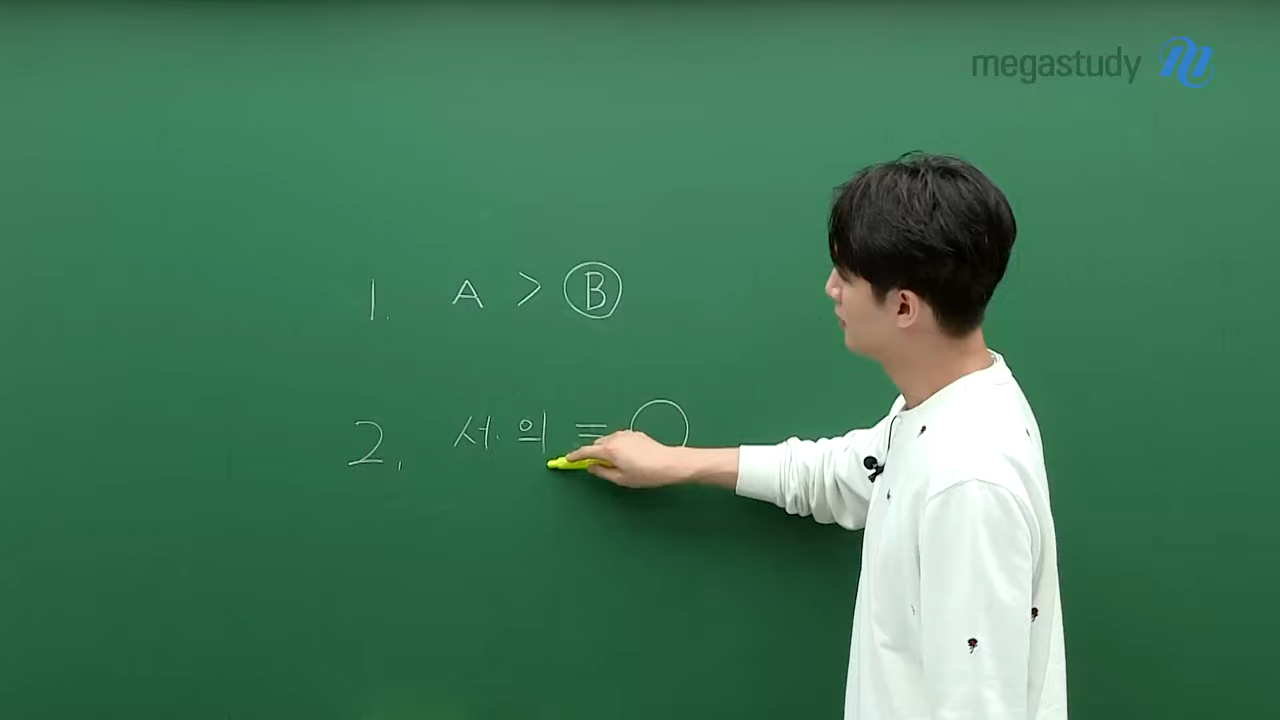 megastudy
1. A > Ⓑ
2. 서.의 = ◯